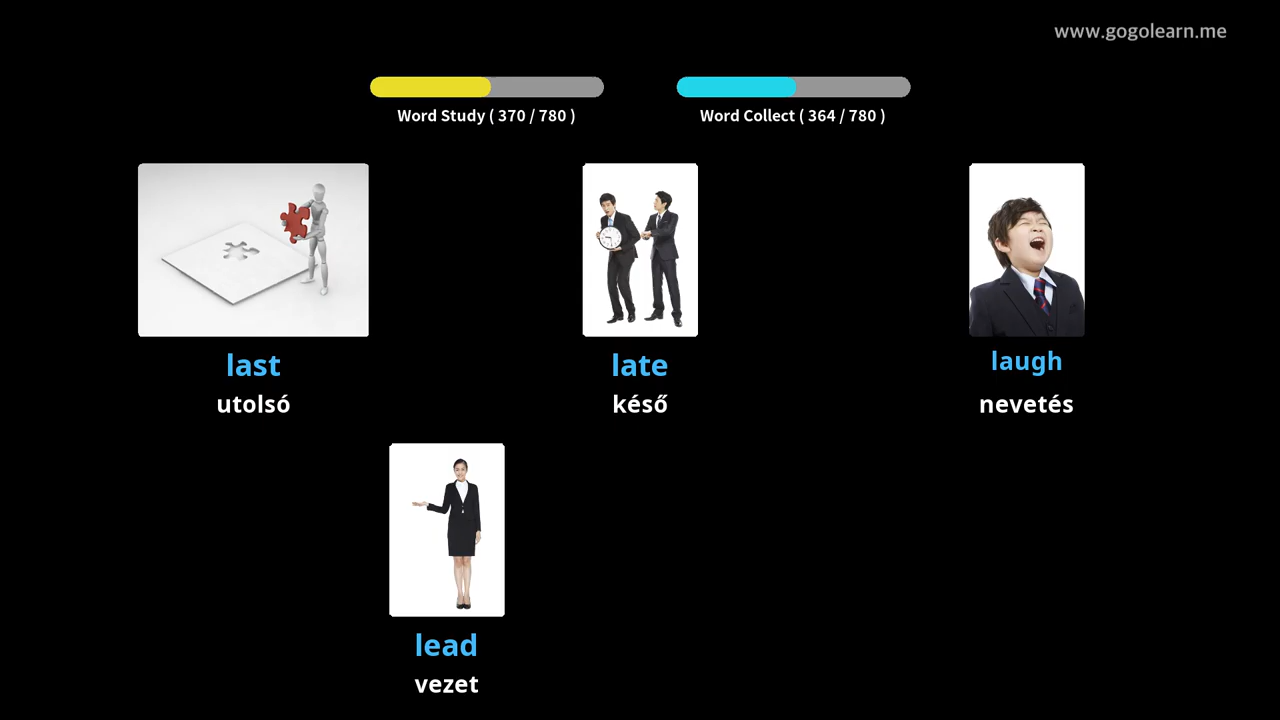 www.gogolearn.me
Word Study ( 370 / 780 )
Word Collect ( 364 / 780 )
last
utolsó
late
késő
laugh
nevetés
lead
vezet